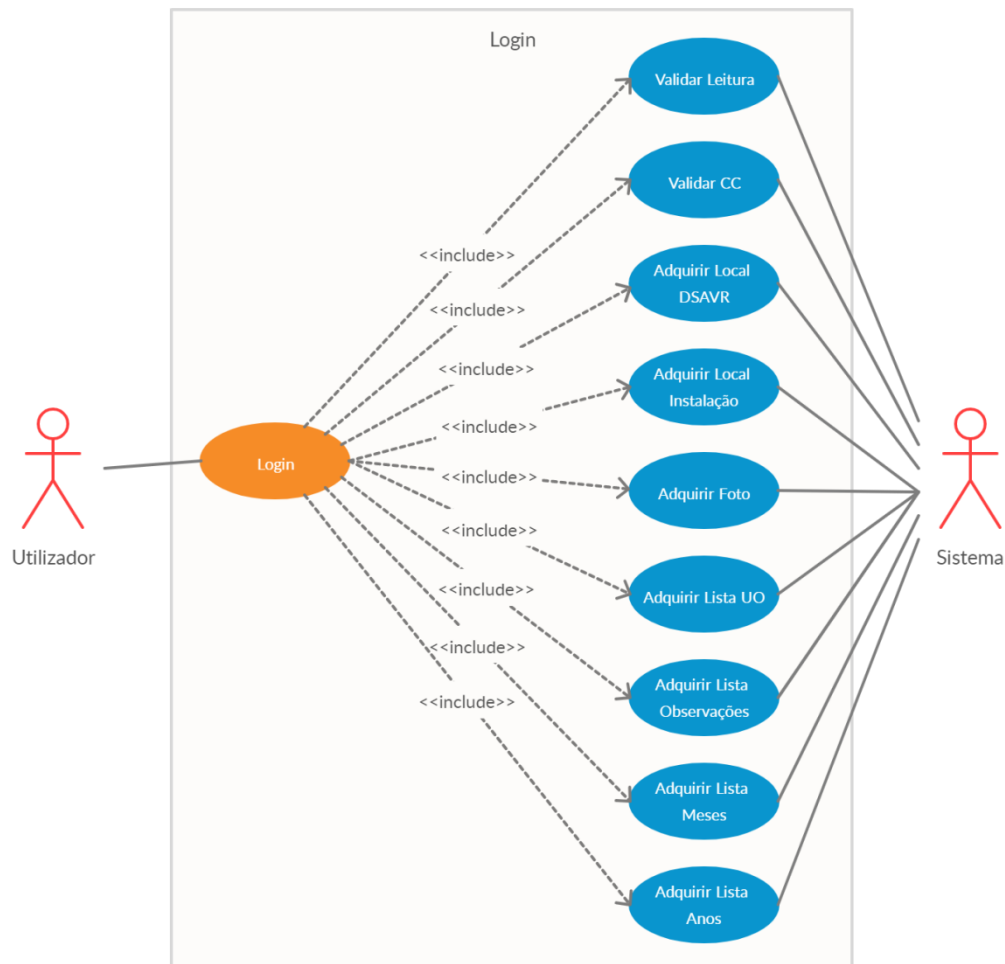 Login
Validar Leitura
Validar CC
<<include>>
Adquirir Local
DSAVR
<<include>>
<<include>>
Adquirir Local
Instalação
<<include>>
Login
<<include>>
Adquirir Foto
Utilizador
Sistema
<<include>>
Adquirir Lista UO
<<include>>
<<include>>
Adquirir Lista
Observações
<<include>>
Adquirir Lista
Meses
Adquirir Lista
Anos